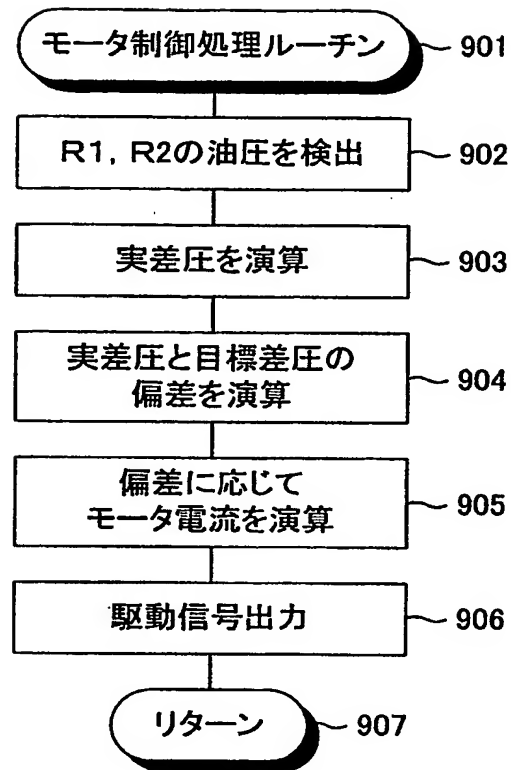 モータ制御処理ルーチン
901
R1, R2の油圧を検出
902
実差圧を演算
903
実差圧と目標差圧の
偏差を演算
904
偏差に応じて
モータ電流を演算
905
駆動信号出力
906
リターン
907